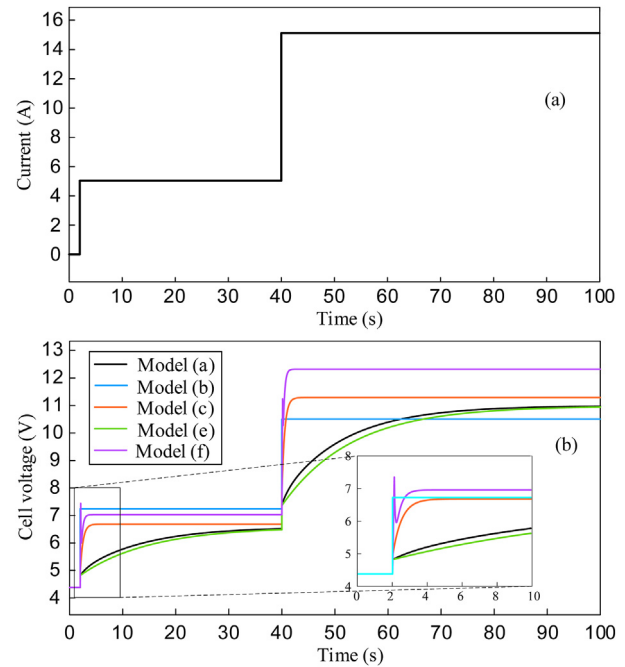 16
14
12
10
8
6
4
2
0
Current (A)
(a)
0 10 20 30 40 50 60 70 80 90 100
Time (s)
13
12
11
10
9
8
7
6
5
4
Cell voltage (V)
Model (a)
Model (b)
Model (c)
Model (e)
Model (f)
(b)
8
7
6
5
4
0 2 4 6 8 10
0 10 20 30 40 50 60 70 80 90 100
Time (s)